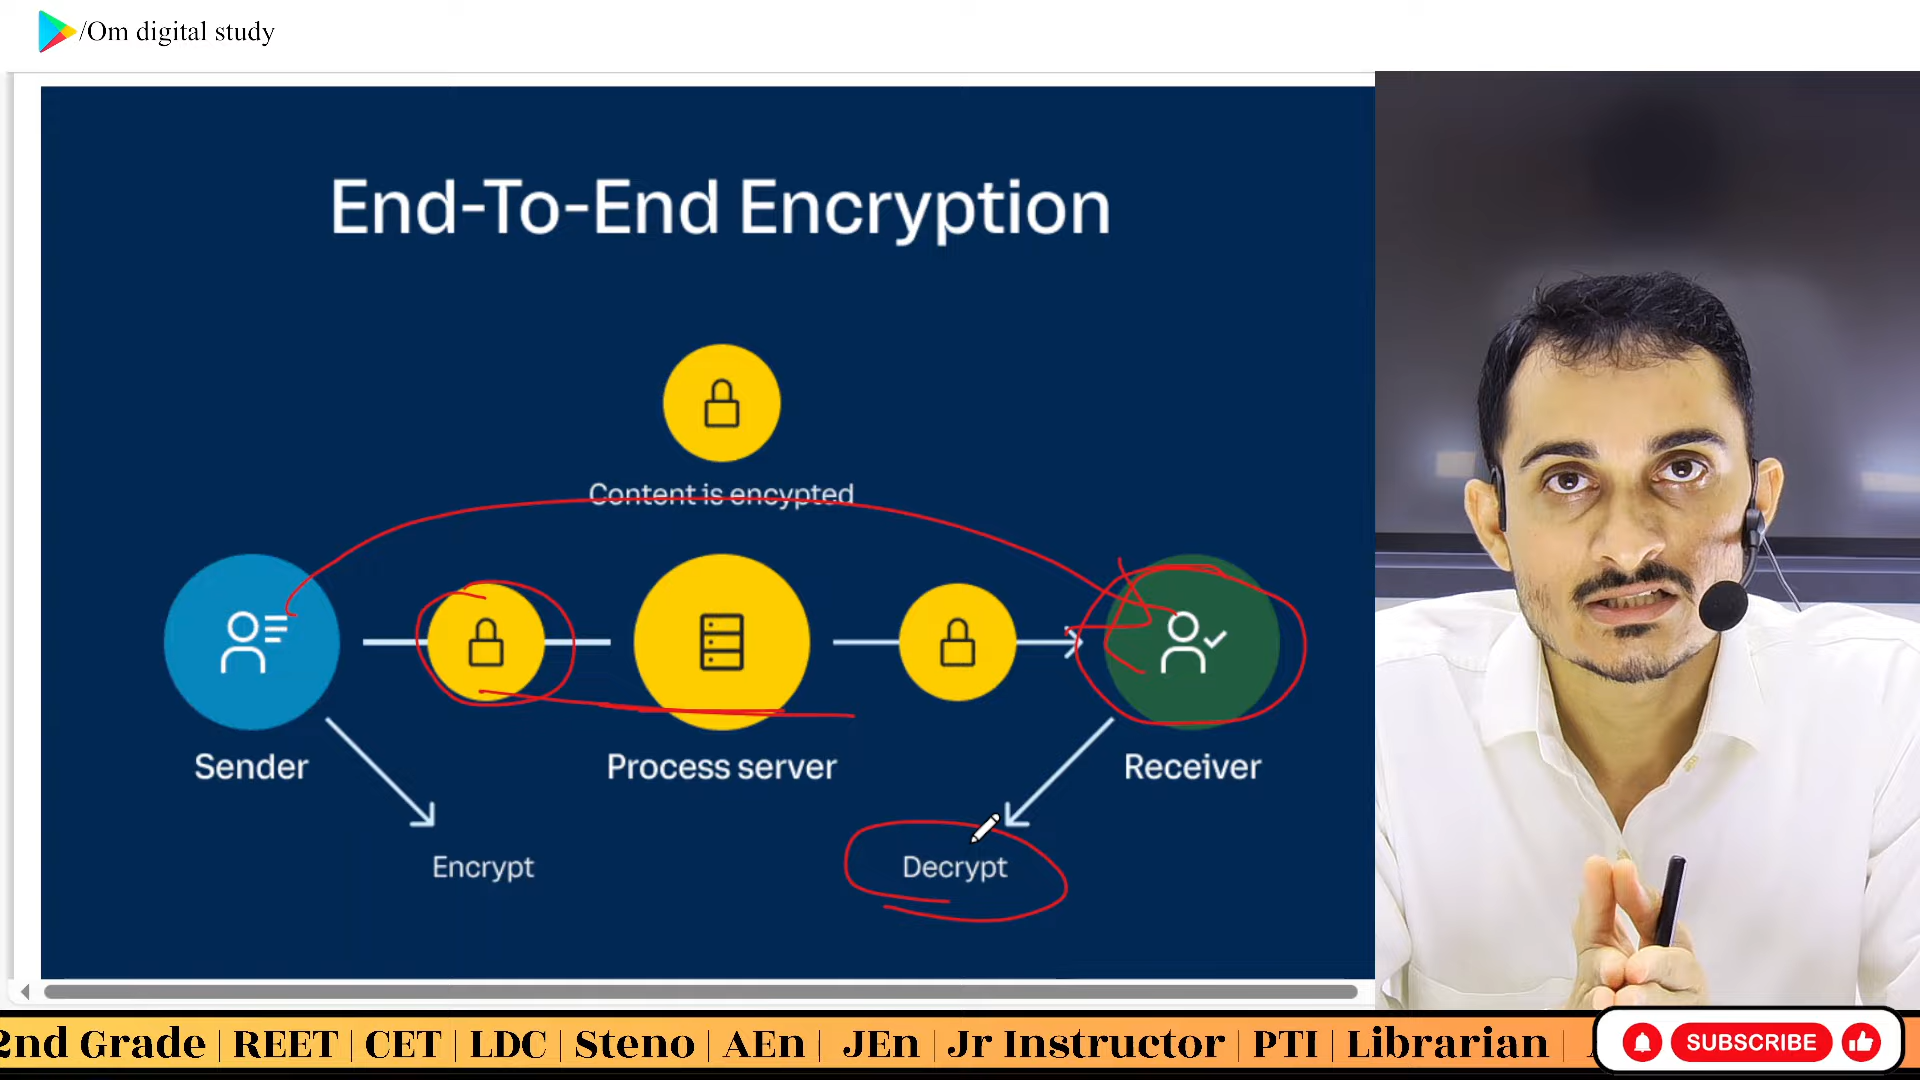 /Om digital study
End-To-End Encryption
Content is encypted
Sender
Process server
Receiver
Encrypt
Decrypt
2nd Grade | REET | CET | LDC | Steno | AEn | JEn | Jr Instructor | PTI | Librarian |
SUBSCRIBE